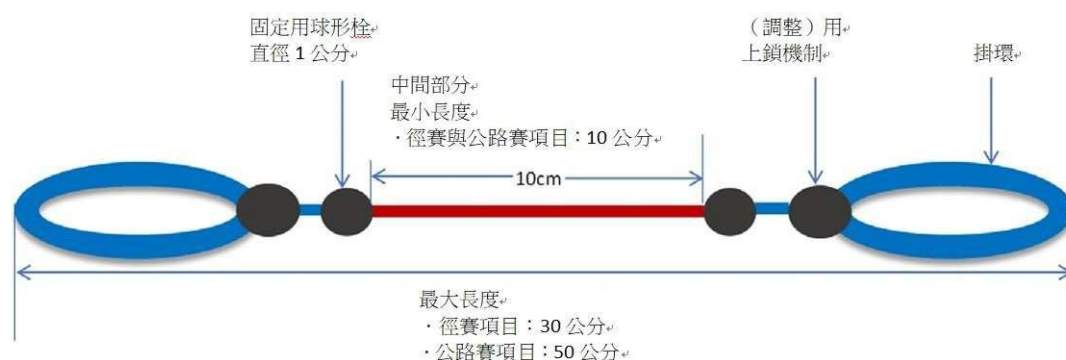 固定用球形栓
直徑 1 公分
（調整）用
上鎖機制
掛環
中間部分
最小長度
·徑賽與公路賽項目：10 公分
10cm
最大長度
·徑賽項目：30 公分
·公路賽項目：50 公分